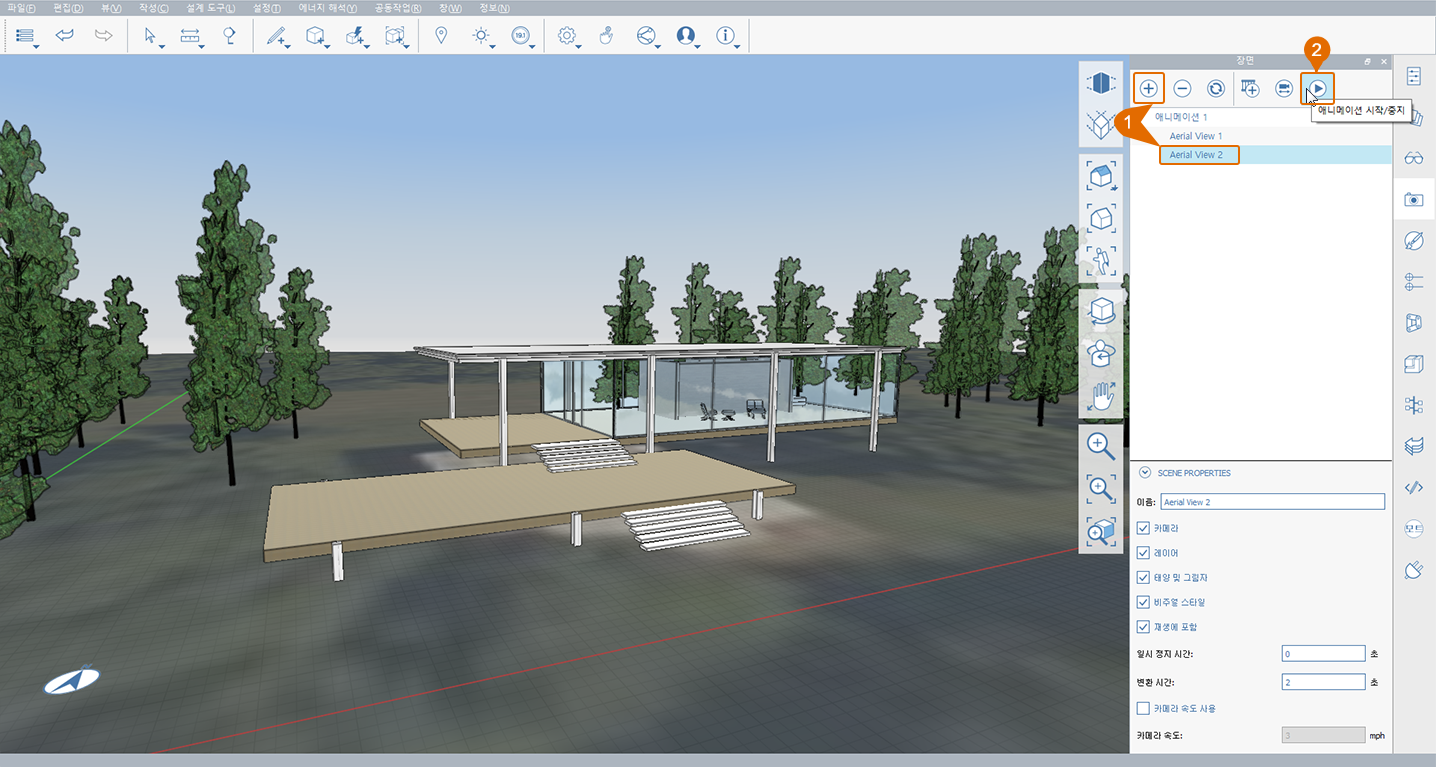 파일(F) 편집(D) 뷰(V) 작성(C) 설계 도구(L) 설정(T) 에너지 해석(Y) 공동작업(R) 창(W) 정보(N)
19.1
2
장면
애니메이션 시작/중지
1
애니메이션 1
Aerial View 1
Aerial View 2
SCENE PROPERTIES
이름: Aerial View 2
카메라
레이어
태양 및 그림자
비주얼 스타일
모드
재생에 포함
일시 정지 시간: 0 초
변환 시간: 2 초
카메라 속도 사용
카메라 속도: 3 mph